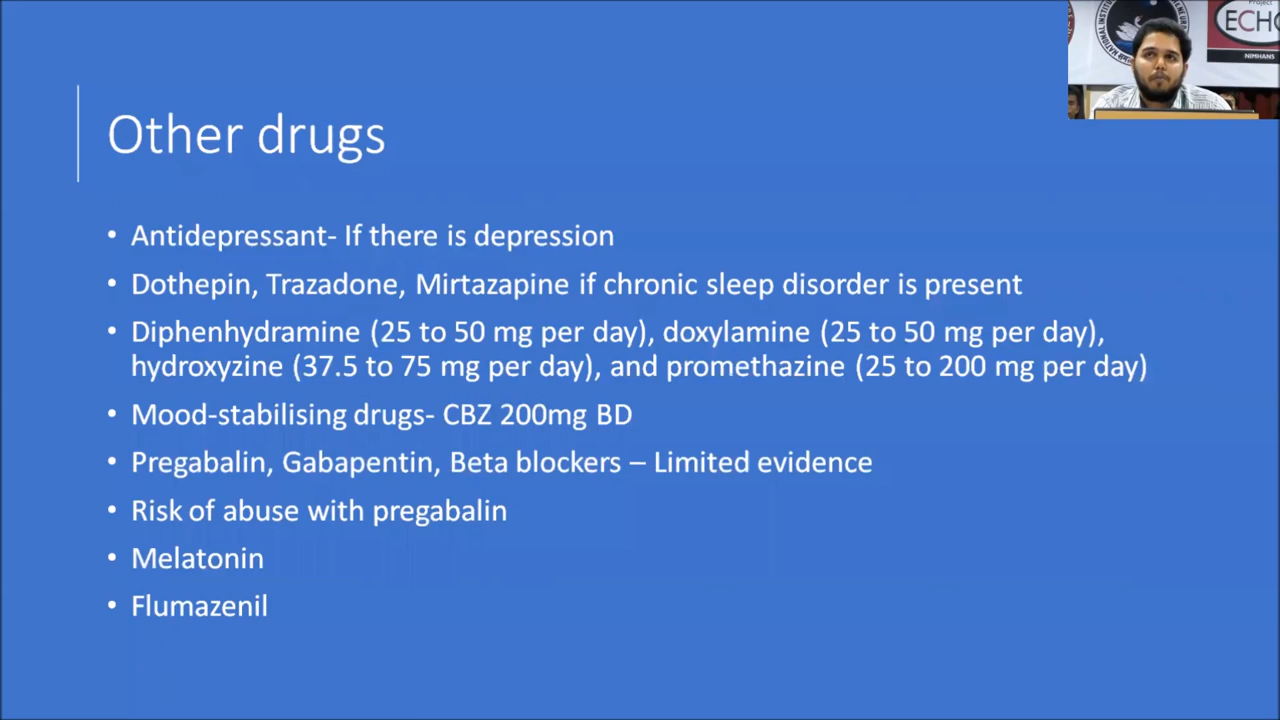 Other drugs
• Antidepressant- If there is depression
• Dothepin, Trazadone, Mirtazapine if chronic sleep disorder is present
• Diphenhydramine (25 to 50 mg per day), doxylamine (25 to 50 mg per day),
hydroxyzine (37.5 to 75 mg per day), and promethazine (25 to 200 mg per day)
• Mood-stabilising drugs- CBZ 200mg BD
• Pregabalin, Gabapentin, Beta blockers – Limited evidence
• Risk of abuse with pregabalin
• Melatonin
• Flumazenil
Project
ECHO
NIMHANS
NATIONAL